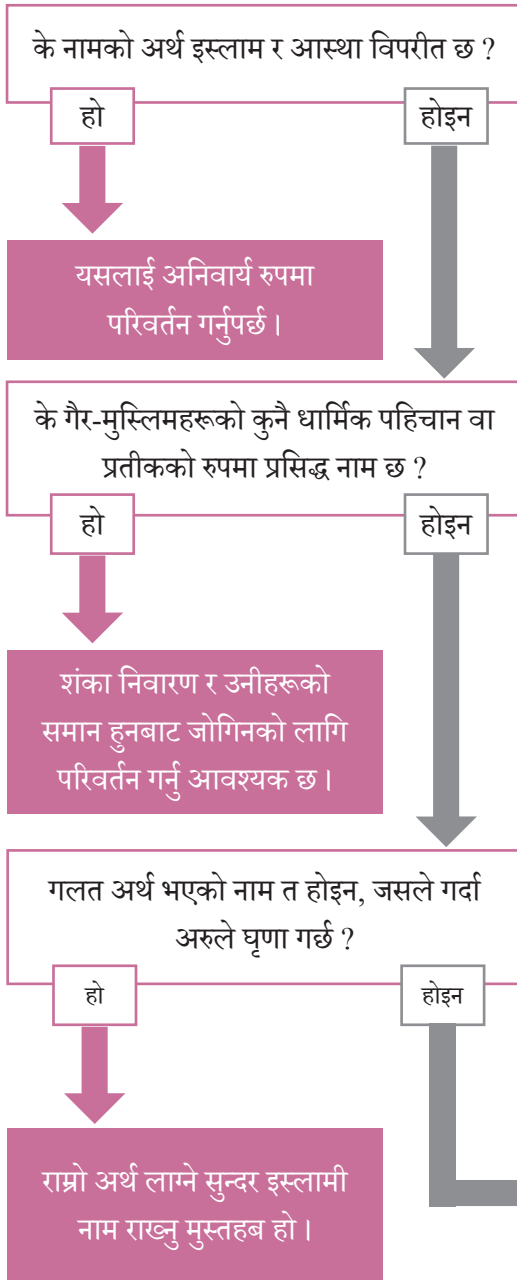 के नामको अर्थ इस्लाम र आस्था विपरीत छ ?
हो
होइन
यसलाई अनिवार्य रुपमा
परिवर्तन गर्नुपर्छ ।
के गैर-मुस्लिमहरूको कुनै धार्मिक पहिचान वा
प्रतीकको रुपमा प्रसिद्ध नाम छ ?
हो
होइन
शंका निवारण र उनीहरूको
समान हुनबाट जोगिनको लागि
परिवर्तन गर्नु आवश्यक छ ।
गलत अर्थ भएको नाम त होइन, जसले गर्दा
अरुले घृणा गर्छ ?
हो
होइन
राम्रो अर्थ लाग्ने सुन्दर इस्लामी
नाम राख्नु मुस्तहब हो ।